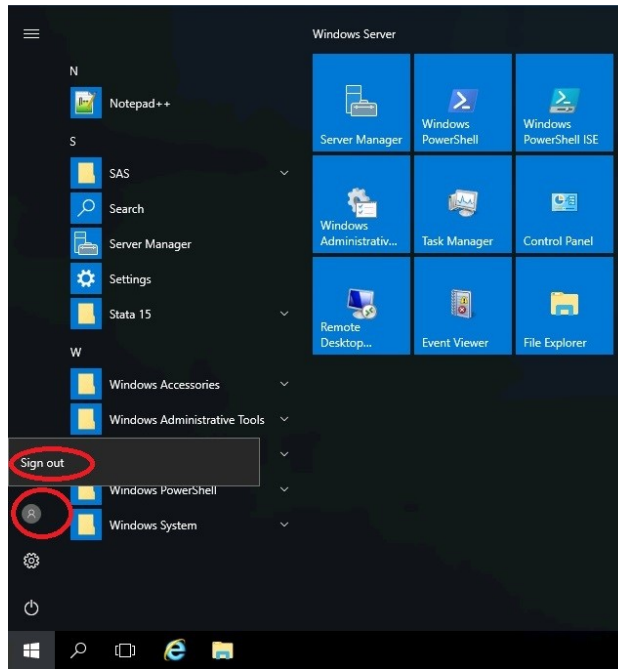 Windows Server
N
Notepad++
S
SAS
Search
Server Manager
Settings
Stata 15
W
Windows Accessories
Windows Administrative Tools
Sign out
Windows PowerShell
Windows System
Server Manager
Windows
PowerShell
Windows
PowerShell ISE
Windows
Administrativ...
Task Manager
Control Panel
Remote
Desktop...
Event Viewer
File Explorer